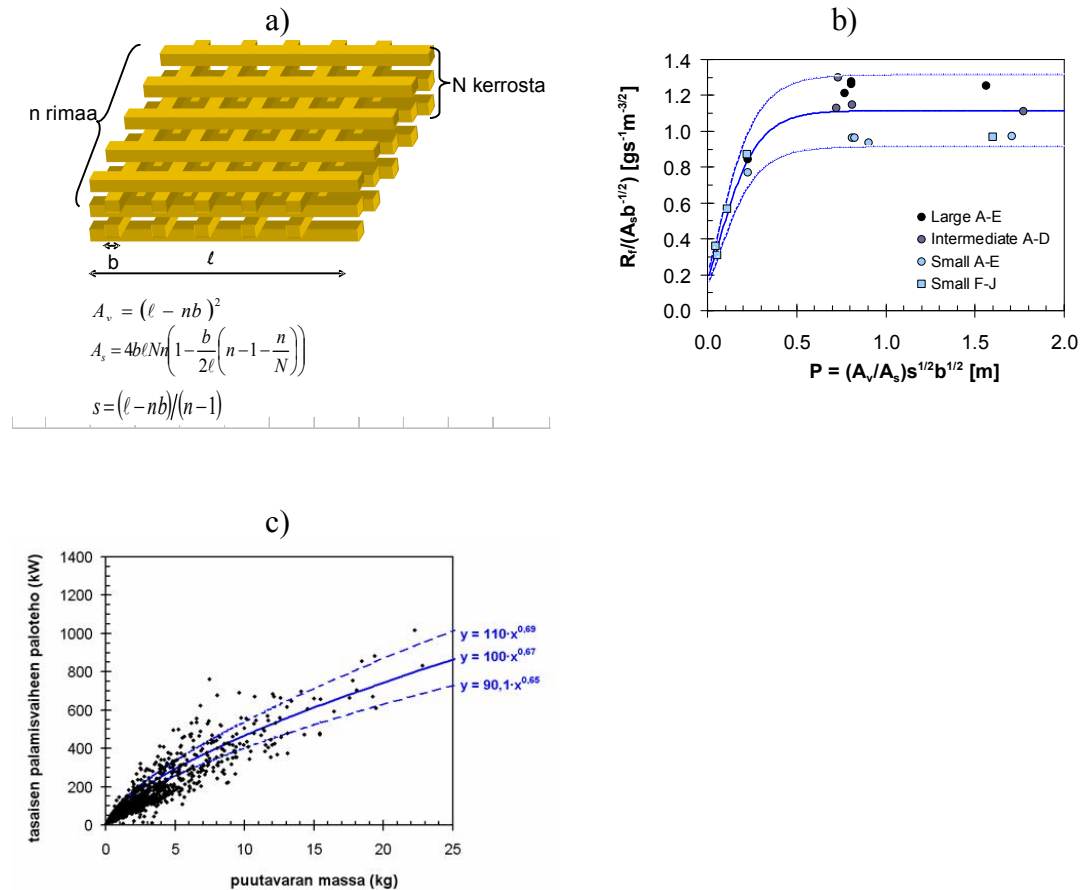 a)
n rimaa
N kerrosta
b
ℓ
A_v = (ℓ - nb)^2
A_s = 4bℓNn(1 - b/2ℓ (n - 1 - n/N))
s = (ℓ - nb)/(n - 1)
b)
R_f/(A_s b^{-1/2}) [gs^{-1}m^{-3/2}]
1.4
1.2
1.0
0.8
0.6
0.4
0.2
0.0
Large A-E
Intermediate A-D
Small A-E
Small F-J
0.0 0.5 1.0 1.5 2.0
P = (A_v/A_s)s^{1/2}b^{1/2} [m]
c)
tasaisen palamisvaiheen paloteho (kW)
1400
1200
1000
800
600
400
200
0
y = 110·x^{0,69}
y = 100·x^{0,67}
y = 90,1·x^{0,65}
0 5 10 15 20 25
puutavaran massa (kg)